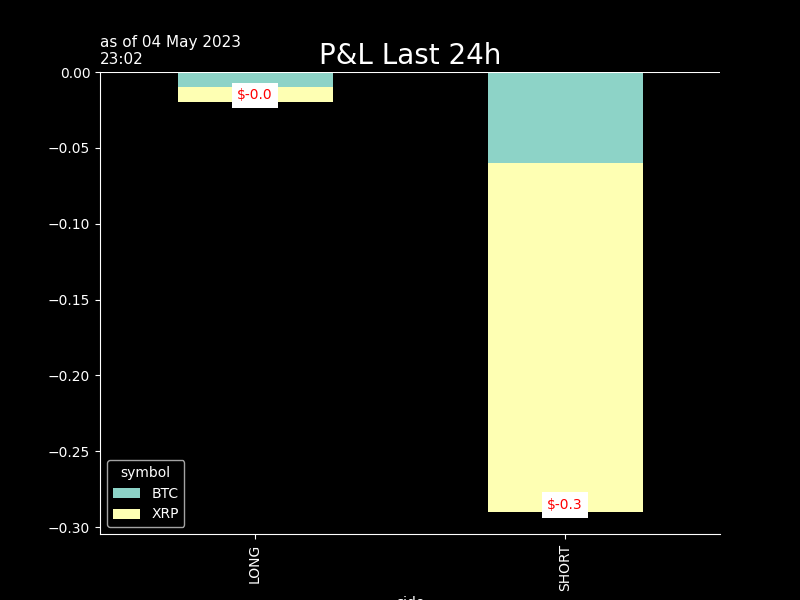 as of 04 May 2023
23:02
P&L Last 24h
0.00
−0.05
−0.10
−0.15
−0.20
−0.25
−0.30
$-0.0
$-0.3
symbol
BTC
XRP
LONG
SHORT
side